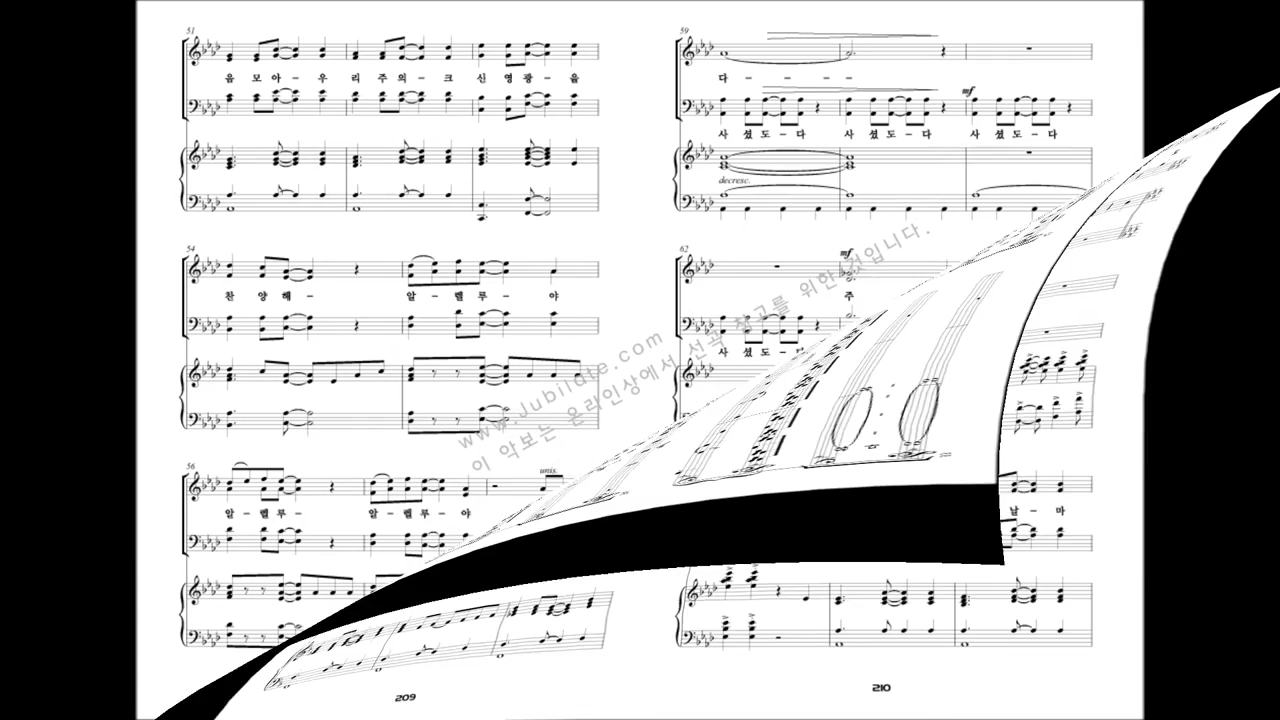 51
음 모 아 - 우 리 주 의 - 크 신 영 광 - 을
54
찬 양 해 - 알 - 렐 루 - 야
56
알 - 렐 루 - 알 - 렐 루 - 야
unis.
209
59
다 - - - -
mf
사 셨 도 - 다 사 셨 도 - 다 사 셨 도 - 다
decresc.
62
mf
주
사 셨 도 -
날 - 마
210
www.jubilate.com
이 악보는 온라인상에서 선곡 참고를 위한 것입니다.